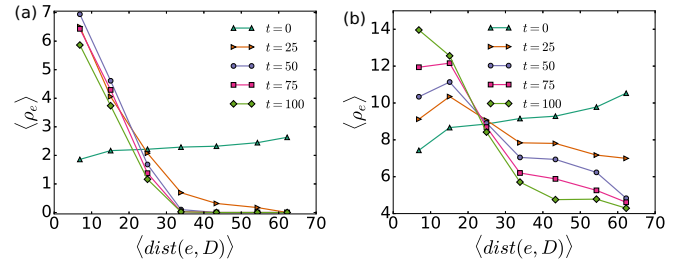 (a)
7
6
5
4
3
2
1
0
0 10 20 30 40 50 60 70
⟨ρ_e⟩
⟨dist(e, D)⟩
t = 0
t = 25
t = 50
t = 75
t = 100
(b)
14
12
10
8
6
4
0 10 20 30 40 50 60 70
⟨ρ_e⟩
⟨dist(e, D)⟩
t = 0
t = 25
t = 50
t = 75
t = 100